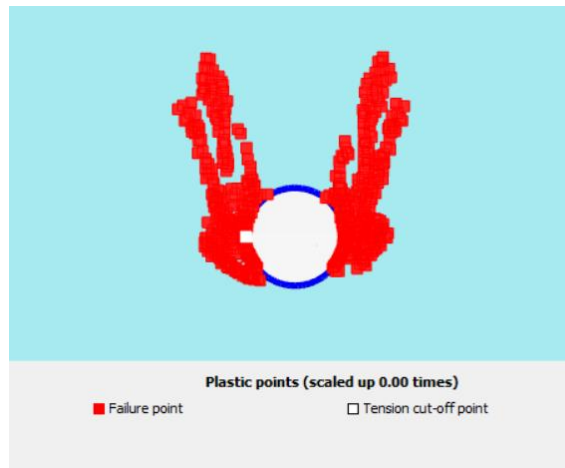 Plastic points (scaled up 0.00 times)
Failure point
Tension cut-off point